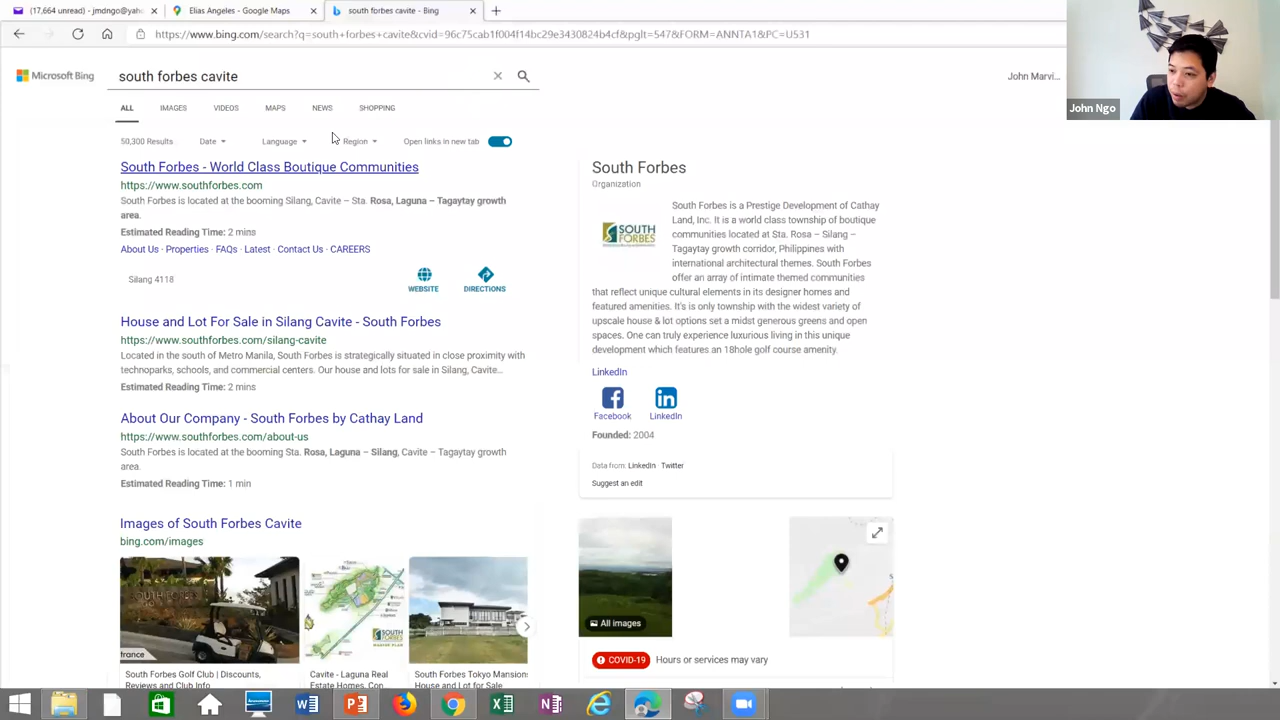 (17,664 unread) - jmdngo@yah
Elias Angeles - Google Maps
south forbes cavite - Bing
https://www.bing.com/search?q=south+forbes+cavite&cvid=96c75cab1f004f14bc29e3430824b4cf&pglt=547&FORM=ANNTA1&PC=U531
Microsoft Bing
south forbes cavite
John Marvi...
John Ngo
ALL IMAGES VIDEOS MAPS NEWS SHOPPING
50,300 Results Date Language Region Open links in new tab
South Forbes - World Class Boutique Communities
https://www.southforbes.com
South Forbes is located at the booming Silang, Cavite – Sta. Rosa, Laguna – Tagaytay growth
area.
Estimated Reading Time: 2 mins
About Us · Properties · FAQs · Latest · Contact Us · CAREERS
Silang 4118
WEBSITE
DIRECTIONS
House and Lot For Sale in Silang Cavite - South Forbes
https://www.southforbes.com/silang-cavite
Located in the south of Metro Manila, South Forbes is strategically situated in close proximity with
technoparks, schools, and commercial centers. Our house and lots for sale in Silang, Cavite...
Estimated Reading Time: 2 mins
About Our Company - South Forbes by Cathay Land
https://www.southforbes.com/about-us
South Forbes is located at the booming Sta. Rosa, Laguna – Silang, Cavite – Tagaytay growth
area.
Estimated Reading Time: 1 min
Images of South Forbes Cavite
bing.com/images
SOUTH FORBES
trance
SOUTH
FORBES
South Forbes Golf Club | Discounts,
Reviews and Club Info
Cavite - Laguna Real
Estate Homes, Con
South Forbes Tokyo Mansion
House and Lot for Sale
South Forbes
Organization
SOUTH
FORBES
South Forbes is a Prestige Development of Cathay
Land, Inc. It is a world class township of boutique
communities located at Sta. Rosa – Silang –
Tagaytay growth corridor, Philippines with
international architectural themes. South Forbes
offer an array of intimate themed communities
that reflect unique cultural elements in its designer homes and
featured amenities. It's is only township with the widest variety of
upscale house & lot options set a midst generous greens and open
spaces. One can truly experience luxurious living in this unique
development which features an 18hole golf course amenity.
LinkedIn
Facebook
LinkedIn
Founded: 2004
Data from: LinkedIn Twitter
Suggest an edit
All images
COVID-19 Hours or services may vary